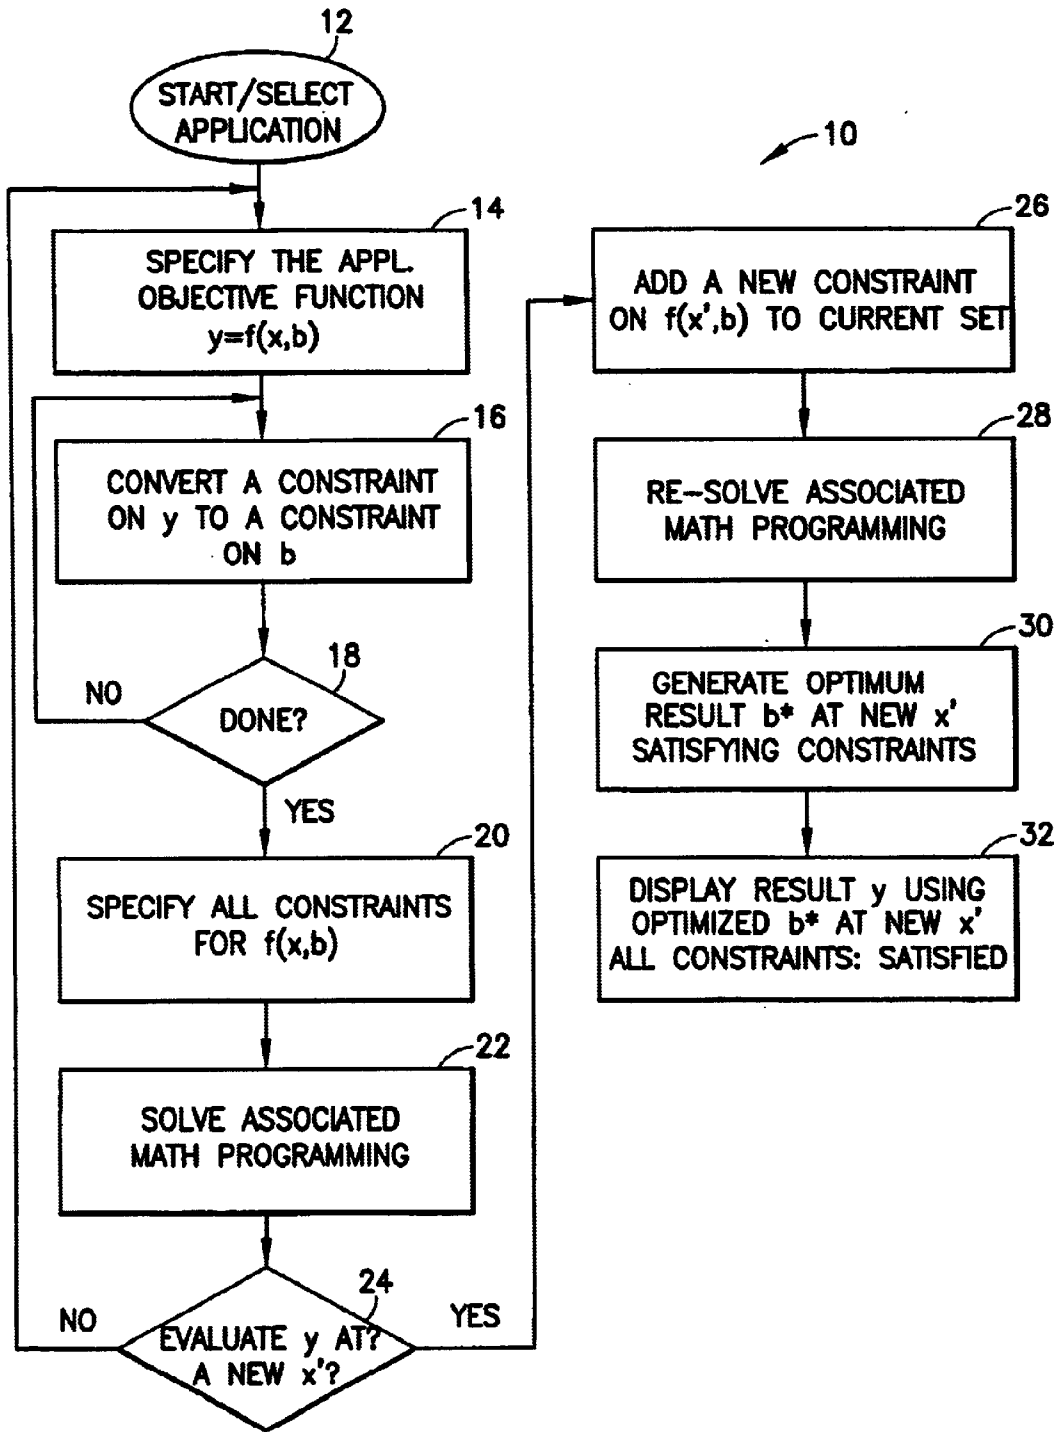 12
START/SELECT
APPLICATION
10
14
SPECIFY THE APPL.
OBJECTIVE FUNCTION
y=f(x,b)
16
CONVERT A CONSTRAINT
ON y TO A CONSTRAINT
ON b
18
DONE?
NO
YES
20
SPECIFY ALL CONSTRAINTS
FOR f(x,b)
22
SOLVE ASSOCIATED
MATH PROGRAMMING
24
EVALUATE y AT?
A NEW x'?
NO
YES
26
ADD A NEW CONSTRAINT
ON f(x',b) TO CURRENT SET
28
RE-SOLVE ASSOCIATED
MATH PROGRAMMING
30
GENERATE OPTIMUM
RESULT b* AT NEW x'
SATISFYING CONSTRAINTS
32
DISPLAY RESULT y USING
OPTIMIZED b* AT NEW x'
ALL CONSTRAINTS: SATISFIED